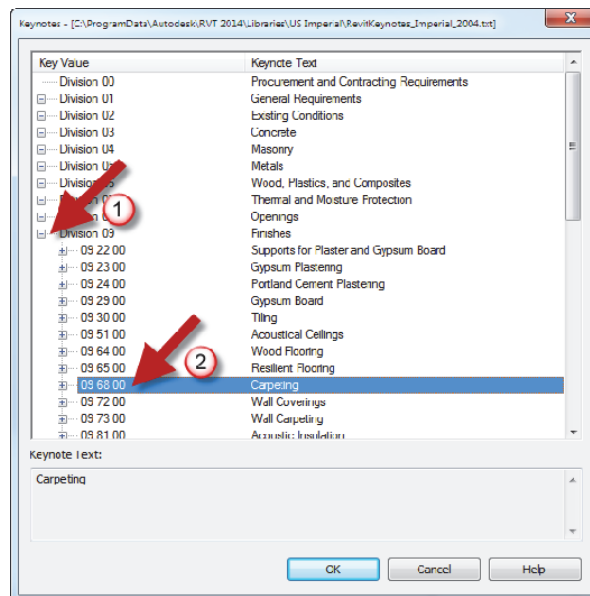 Keynotes - [C:\ProgramData\Autodesk\RVT 2014\Libraries\US Imperial\RevitKeynotes_Imperial_2004.txt]
Key Value Keynote Text
Division 00 Procurement and Contracting Requirements
Division 01 General Requirements
Division 02 Existing Conditions
Division 03 Concrete
Division 04 Masonry
Division Metals
Wood, Plastics, and Composites
Thermal and Moisture Protection
Openings
Division 09 Finishes
09 22 00 Supports for Plaster and Gypsum Board
09 23 00 Gypsum Plastering
09 24 00 Portland Cement Plastering
09 29 00 Gypsum Board
09 30 00 Tiling
09 51 00 Acoustical Ceilings
09 64 00 Wood Flooring
09 65 00 Resilient Flooring
09 68 00 Carpeting
09 72 00 Wall Coverings
09 73 00 Wall Carpeting
09 81 00 Acoustic Insulation
1
2
Keynote Text:
Carpeting
OK Cancel Help